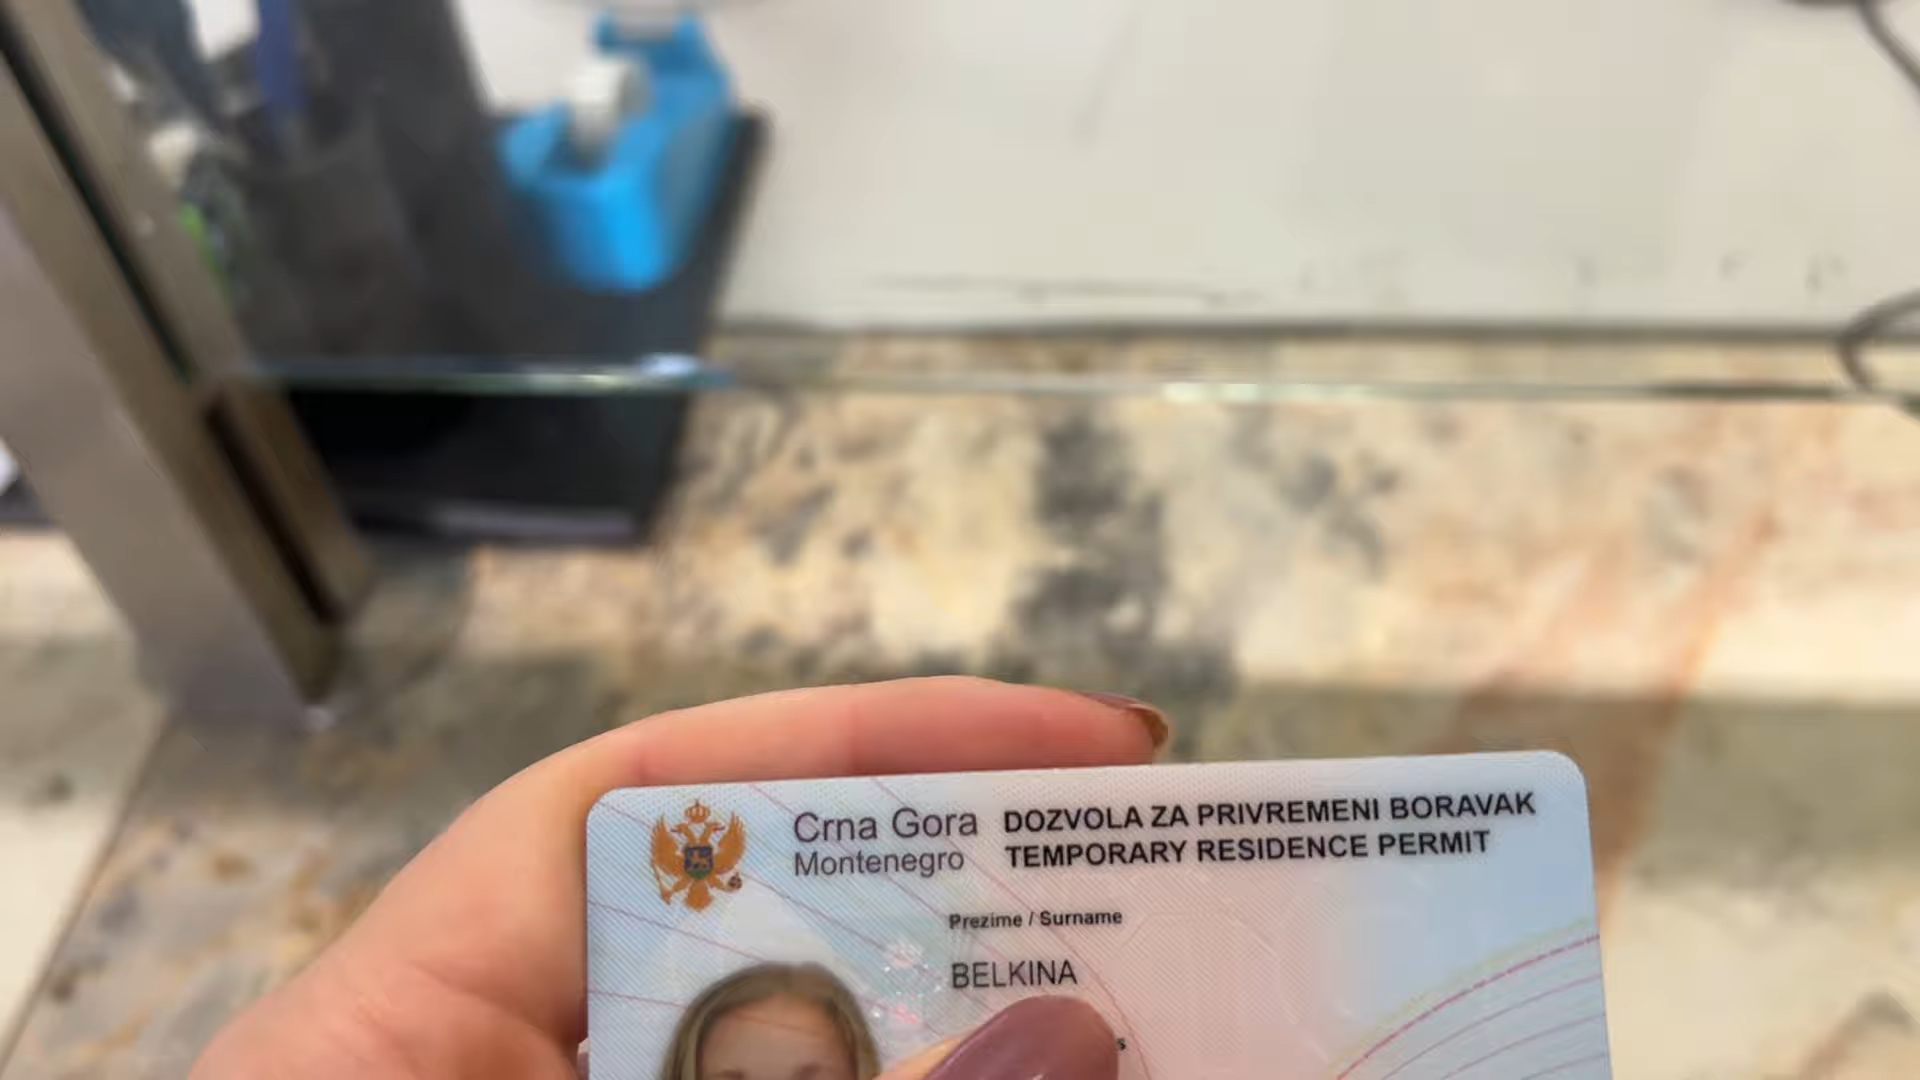 Crna Gora
Montenegro
DOZVOLA ZA PRIVREMENI BORAVAK
TEMPORARY RESIDENCE PERMIT
Prezime / Surname
BELKINA